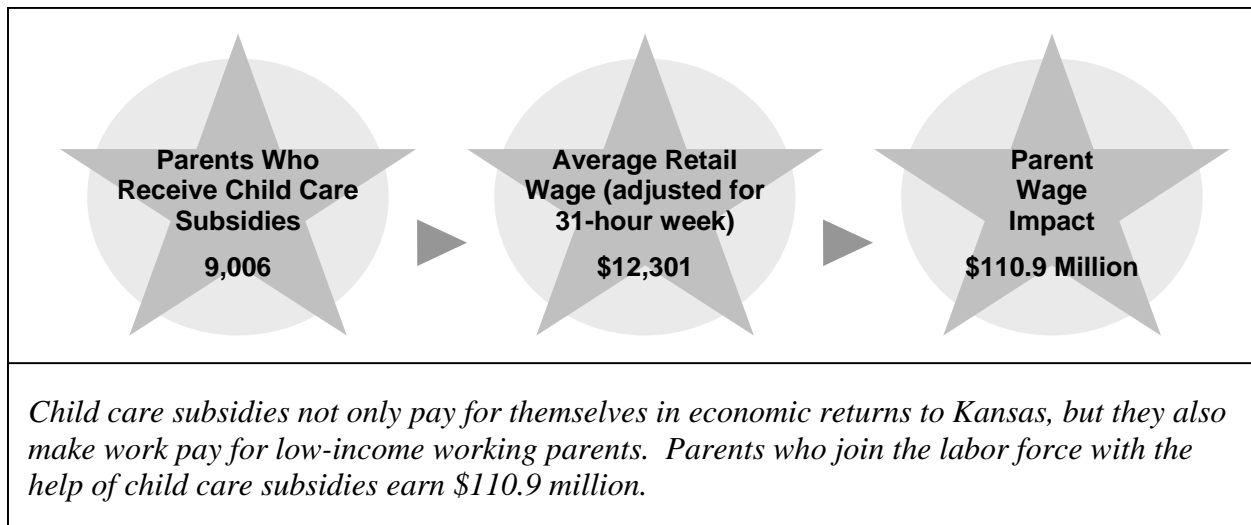 Parents Who
Receive Child Care
Subsidies
9,006
Average Retail
Wage (adjusted for
31-hour week)
$12,301
Parent
Wage
Impact
$110.9 Million
Child care subsidies not only pay for themselves in economic returns to Kansas, but they also
make work pay for low-income working parents.  Parents who join the labor force with the
help of child care subsidies earn $110.9 million.